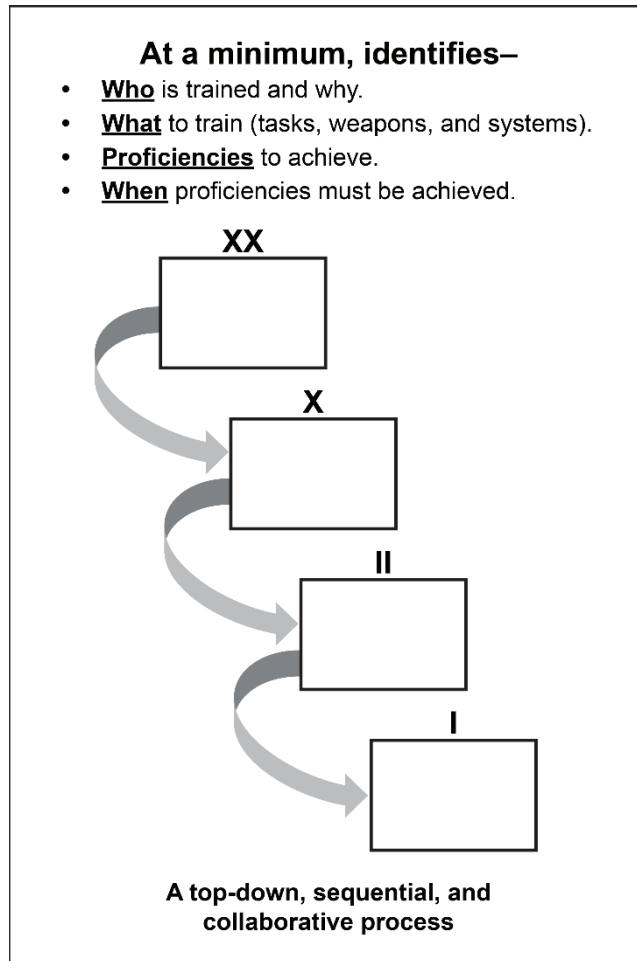 At a minimum, identifies–
• Who is trained and why.
• What to train (tasks, weapons, and systems).
• Proficiencies to achieve.
• When proficiencies must be achieved.
XX
X
II
I
A top-down, sequential, and
collaborative process